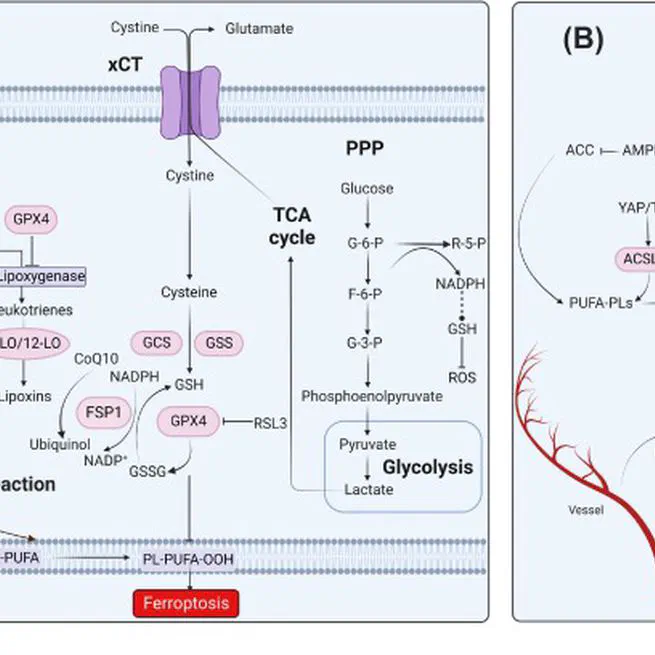 Cystine
Glutamate
xCT
Cystine
PPP
Glucose
TCA
cycle
G-6-P
R-5-P
NADPH
F-6-P
GSH
G-3-P
ROS
Phosphoenolpyruvate
Pyruvate
Glycolysis
Lactate
GPX4
Lipoxygenase
eukotrienes
LO/12-LO
Lipoxins
Cysteine
GCS
GSS
CoQ10
NADPH
GSH
FSP1
GPX4
RSL3
Ubiquinol
NADP⁺
GSSG
action
-PUFA
PL-PUFA-OOH
Ferroptosis
(B)
ACC
AMP
YAP/T
ACSL
PUFA-PLs
Vessel